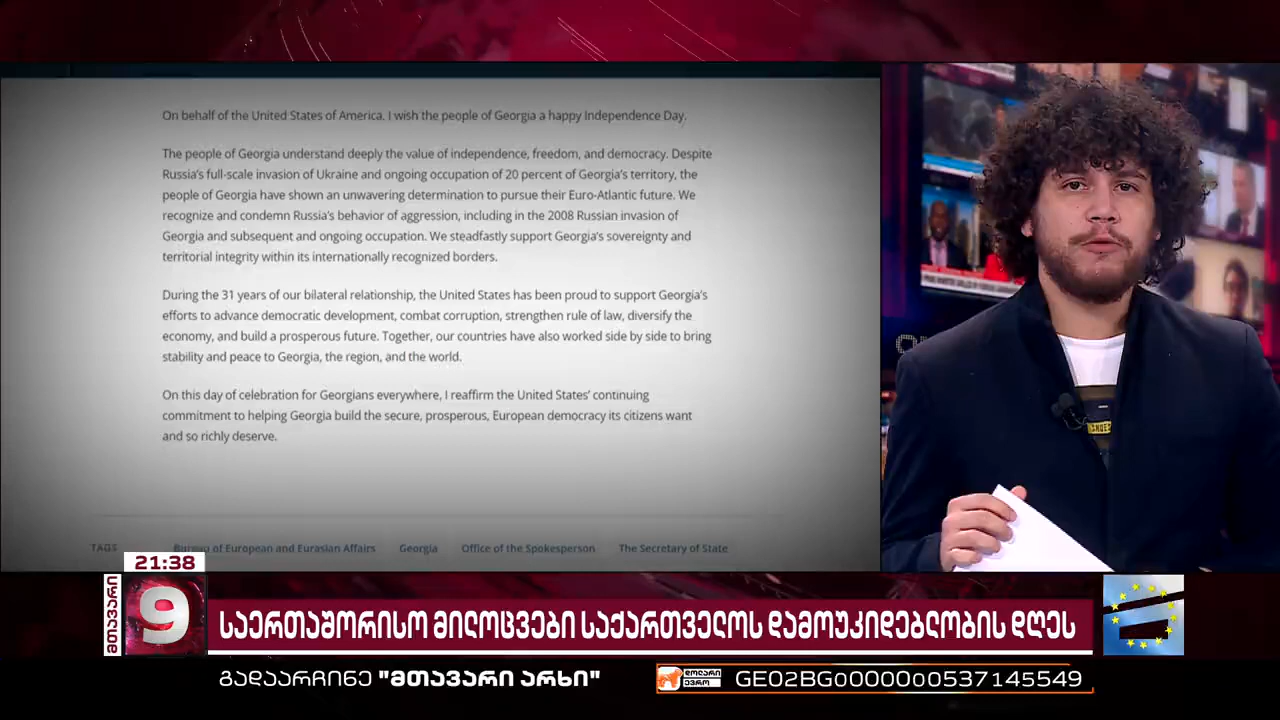 On behalf of the United States of America, I wish the people of Georgia a happy Independence Day.
The people of Georgia understand deeply the value of independence, freedom, and democracy. Despite
Russia's full-scale invasion of Ukraine and ongoing occupation of 20 percent of Georgia's territory, the
people of Georgia have shown an unwavering determination to pursue their Euro-Atlantic future. We
recognize and condemn Russia's behavior of aggression, including in the 2008 Russian invasion of
Georgia and subsequent and ongoing occupation. We steadfastly support Georgia's sovereignty and
territorial integrity within its internationally recognized borders.
During the 31 years of our bilateral relationship, the United States has been proud to support Georgia's
efforts to advance democratic development, combat corruption, strengthen rule of law, diversify the
economy, and build a prosperous future. Together, our countries have also worked side by side to bring
stability and peace to Georgia, the region, and the world.
On this day of celebration for Georgians everywhere, I reaffirm the United States' continuing
commitment to helping Georgia build the secure, prosperous, European democracy its citizens want
and so richly deserve.
TAGS Bureau of European and Eurasian Affairs Georgia Office of the Spokesperson The Secretary of State
21:38
მთავარი
9
საერთაშორისო მილოცვები საქართველოს დამოუკიდებლობის დღეს
გადაარჩინე "მთავარი არხი"
დოლარი
ევრო
GE02BG0000000537145549